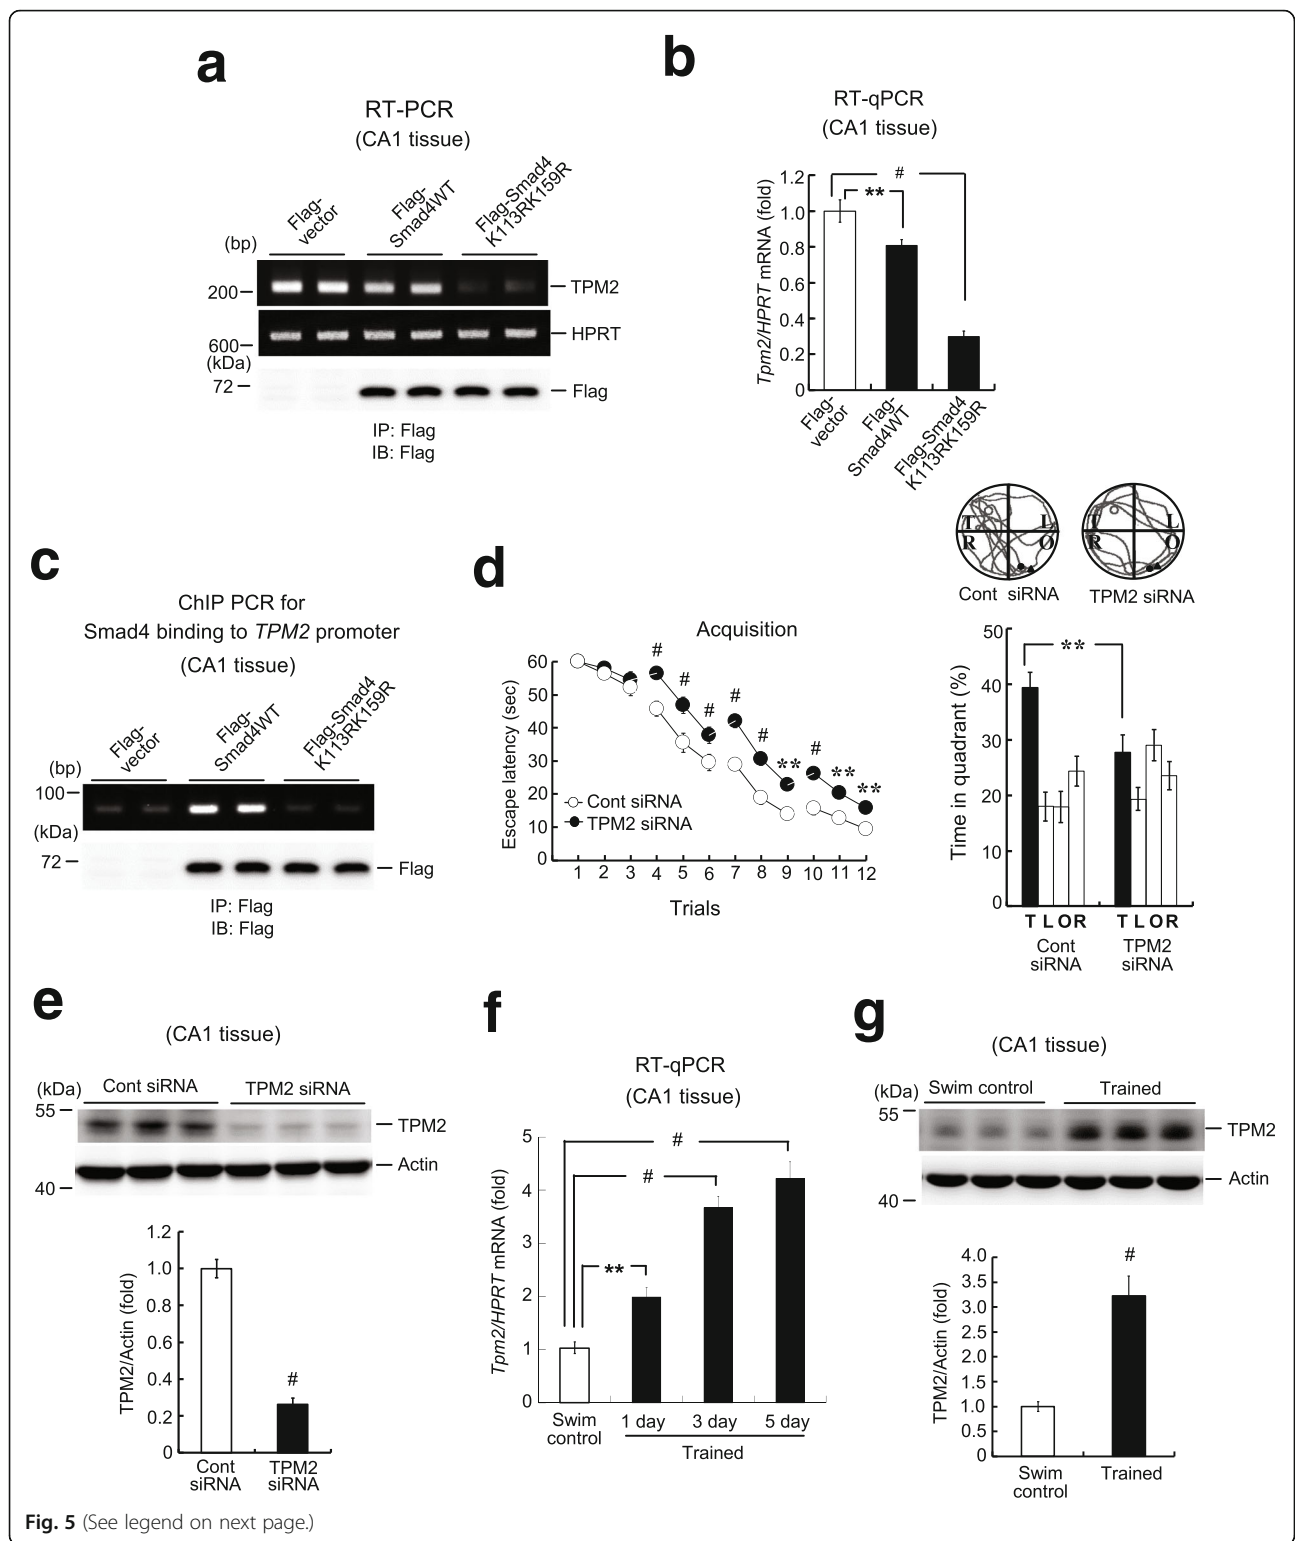 a
RT-PCR
(CA1 tissue)
Flag-
vector
Flag-
Smad4WT
Flag-Smad4
K113RK159R
(bp)
200
TPM2
HPRT
600
(kDa)
72
Flag
IP: Flag
IB: Flag
b
RT-qPCR
(CA1 tissue)
Tpm2/HPRT mRNA (fold)
1.2
1.0
0.8
0.6
0.4
0.2
0
#
**
Flag-
vector
Flag-
Smad4WT
Flag-Smad4
K113RK159R
c
ChIP PCR for
Smad4 binding to TPM2 promoter
(CA1 tissue)
Flag-
vector
Flag-
Smad4WT
Flag-Smad4
K113RK159R
(bp)
100
(kDa)
72
Flag
IP: Flag
IB: Flag
d
Acquisition
Escape latency (sec)
60
50
40
30
20
10
0
# # # # # # ** **
**
Cont siRNA
TPM2 siRNA
1 2 3 4 5 6 7 8 9 10 11 12
Trials
T L
R O
Cont siRNA
T L
R O
TPM2 siRNA
Time in quadrant (%)
50
40
30
20
10
0
**
T L O R T L O R
Cont
siRNA
TPM2
siRNA
e
(CA1 tissue)
(kDa) Cont siRNA TPM2 siRNA
55
TPM2
Actin
40
TPM2/Actin (fold)
1.2
1.0
0.8
0.6
0.4
0.2
0
#
Cont
siRNA
TPM2
siRNA
f
RT-qPCR
(CA1 tissue)
Tpm2/HPRT mRNA (fold)
5
4
3
2
1
0
#
#
**
Swim
control
1 day 3 day 5 day
Trained
g
(CA1 tissue)
(kDa) Swim control Trained
55
TPM2
Actin
40
TPM2/Actin (fold)
4.0
3.5
3.0
2.5
2.0
1.5
1.0
0.5
0
#
Swim
control
Trained
Fig. 5 (See legend on next page.)